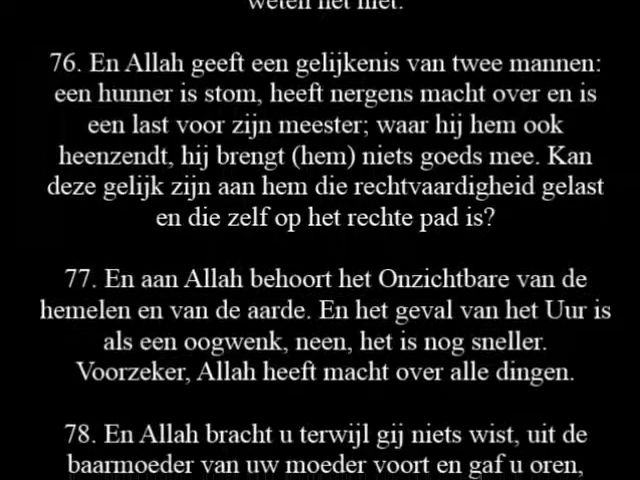 weten het niet.
76. En Allah geeft een gelijkenis van twee mannen:
een hunner is stom, heeft nergens macht over en is
een last voor zijn meester; waar hij hem ook
heenzendt, hij brengt (hem) niets goeds mee. Kan
deze gelijk zijn aan hem die rechtvaardigheid gelast
en die zelf op het rechte pad is?
77. En aan Allah behoort het Onzichtbare van de
hemelen en van de aarde. En het geval van het Uur is
als een oogwenk, neen, het is nog sneller.
Voorzeker, Allah heeft macht over alle dingen.
78. En Allah bracht u terwijl gij niets wist, uit de
baarmoeder van uw moeder voort en gaf u oren,